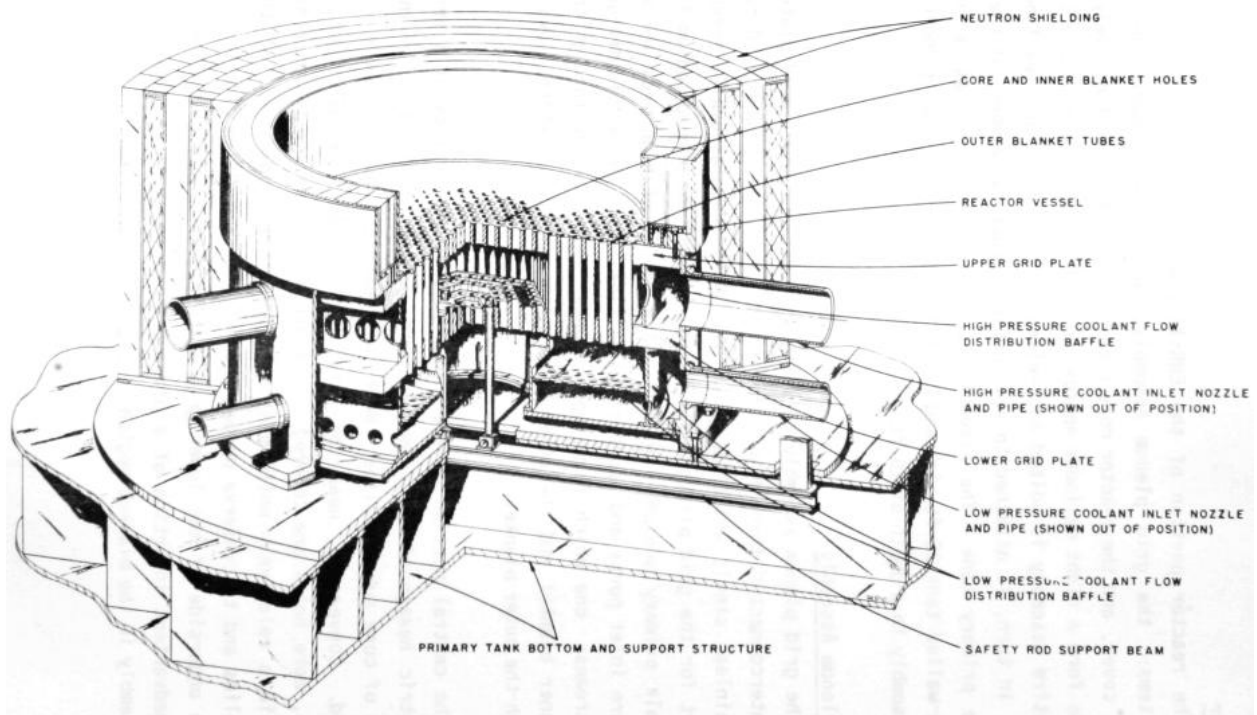 NEUTRON SHIELDING
CORE AND INNER BLANKET HOLES
OUTER BLANKET TUBES
REACTOR VESSEL
UPPER GRID PLATE
HIGH PRESSURE COOLANT FLOW
DISTRIBUTION BAFFLE
HIGH PRESSURE COOLANT INLET NOZZLE
AND PIPE (SHOWN OUT OF POSITION)
LOWER GRID PLATE
LOW PRESSURE COOLANT INLET NOZZLE
AND PIPE (SHOWN OUT OF POSITION)
LOW PRESSURE COOLANT FLOW
DISTRIBUTION BAFFLE
SAFETY ROD SUPPORT BEAM
PRIMARY TANK BOTTOM AND SUPPORT STRUCTURE